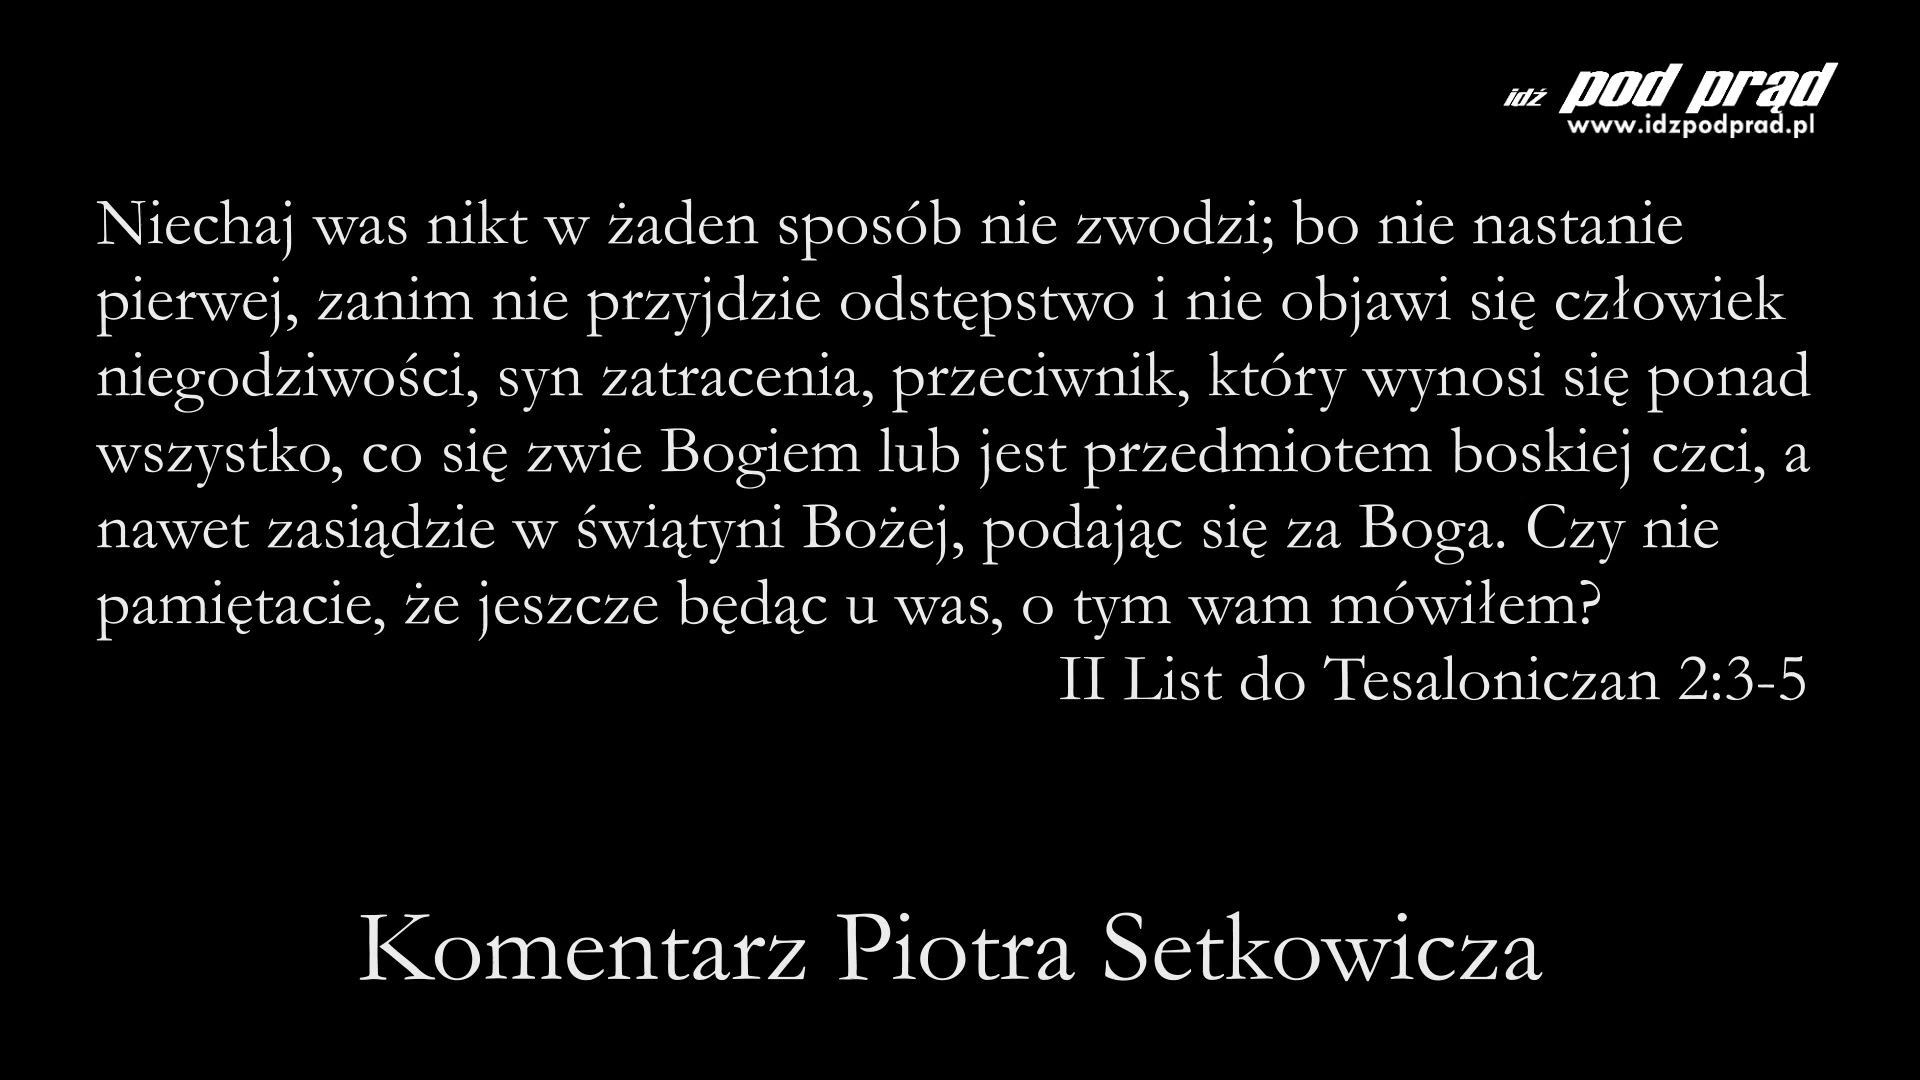 idź pod prąd
www.idzpodprad.pl
Niechaj was nikt w żaden sposób nie zwodzi; bo nie nastanie
pierwej, zanim nie przyjdzie odstępstwo i nie objawi się człowiek
niegodziwości, syn zatracenia, przeciwnik, który wynosi się ponad
wszystko, co się zwie Bogiem lub jest przedmiotem boskiej czci, a
nawet zasiądzie w świątyni Bożej, podając się za Boga. Czy nie
pamiętacie, że jeszcze będąc u was, o tym wam mówiłem?
II List do Tesaloniczan 2:3-5
Komentarz Piotra Setkowicza